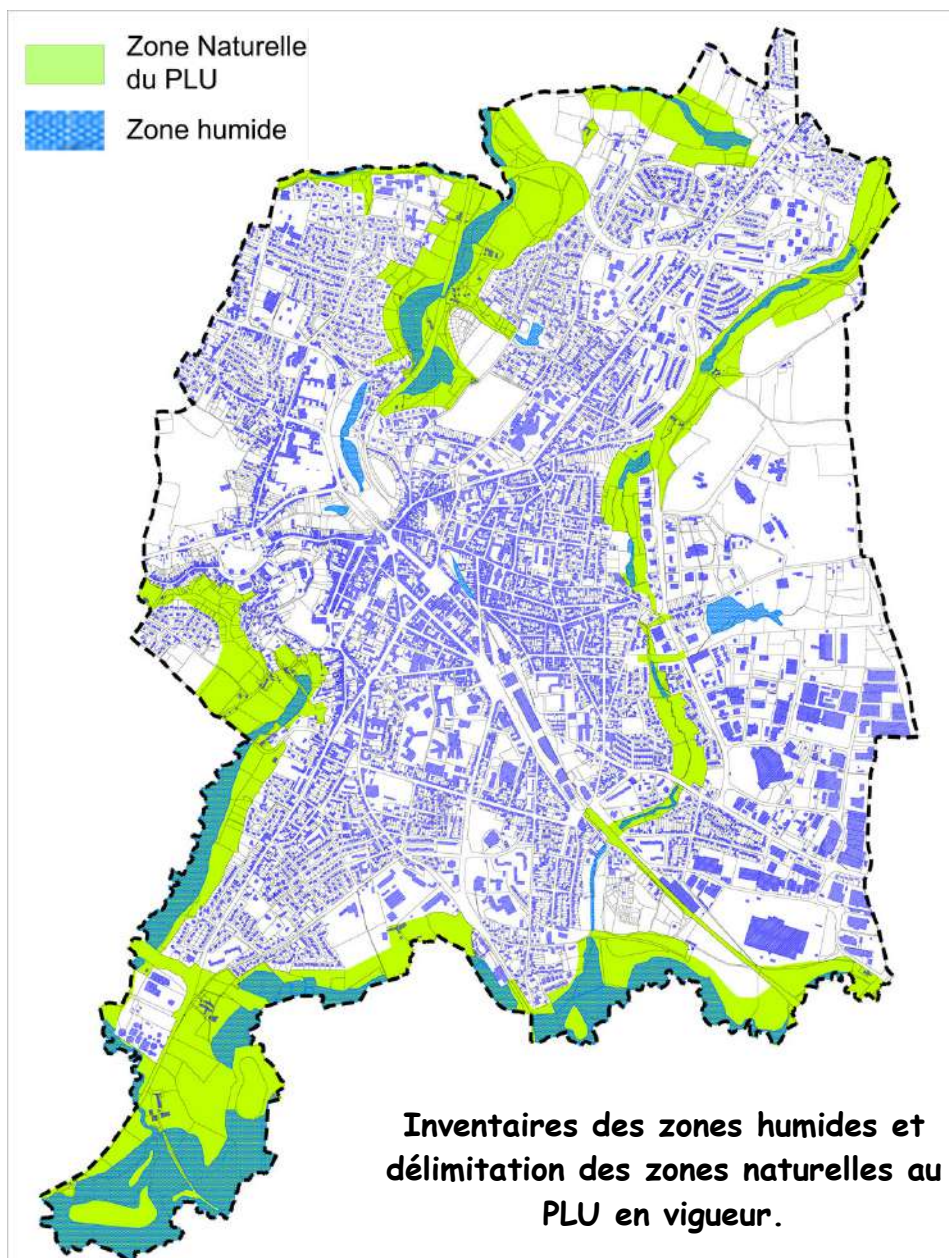 Zone Naturelle
du PLU
Zone humide
Inventaires des zones humides et
délimitation des zones naturelles au
PLU en vigueur.